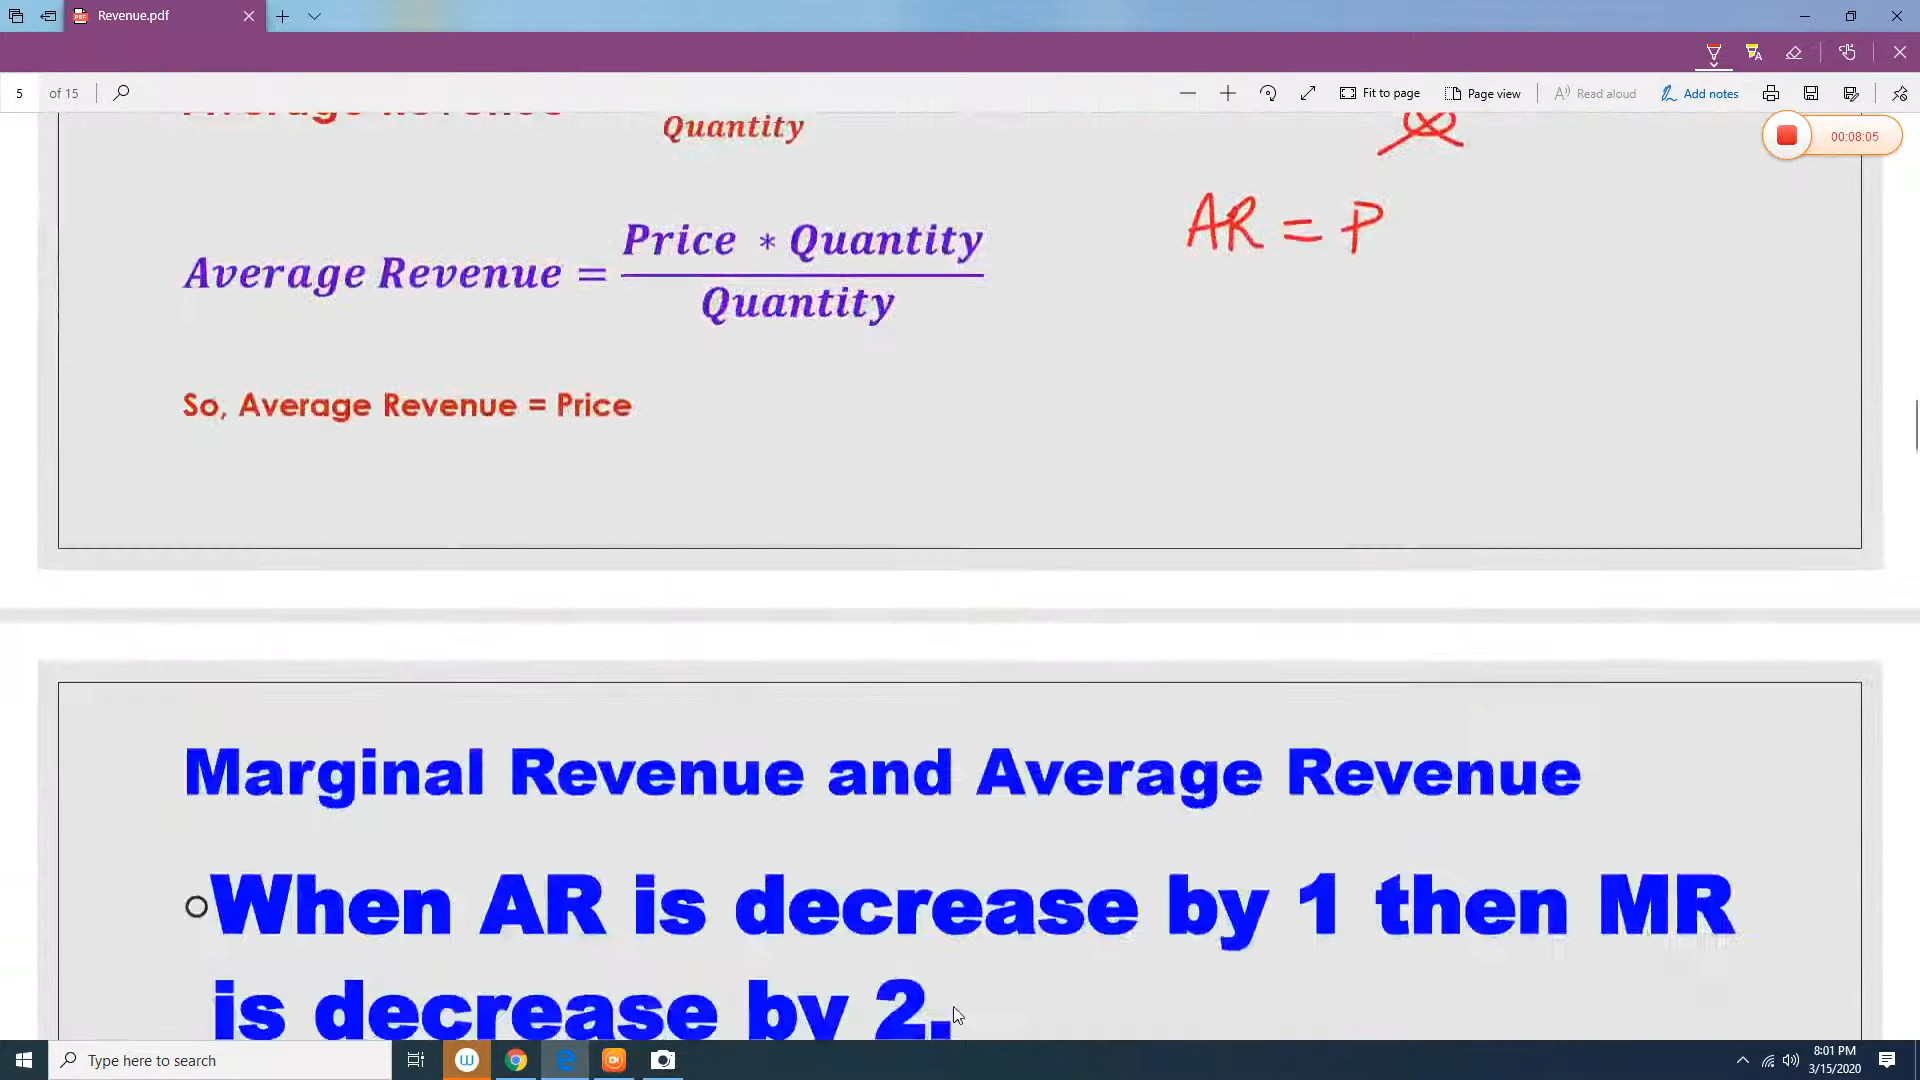 Revenue.pdf
5 of 15
Fit to page
Page view
Read aloud
Add notes
00:08:05
Average Revenue
Quantity
AR = P
Average Revenue = Price * Quantity
Quantity
So, Average Revenue = Price
Marginal Revenue and Average Revenue
When AR is decrease by 1 then MR
is decrease by 2.
Type here to search
8:01 PM
3/15/2020